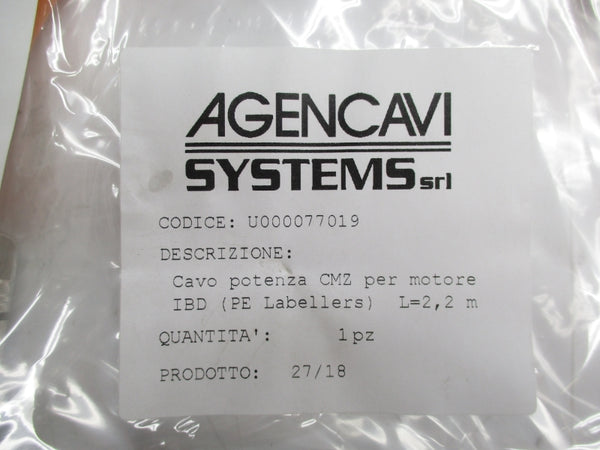 AGENCAVI
SYSTEMS srl
CODICE: U000077019
DESCRIZIONE:
Cavo potenza CMZ per motore
IBD (PE Labellers) L=2,2 m
QUANTITA': 1pz
PRODOTTO: 27/18